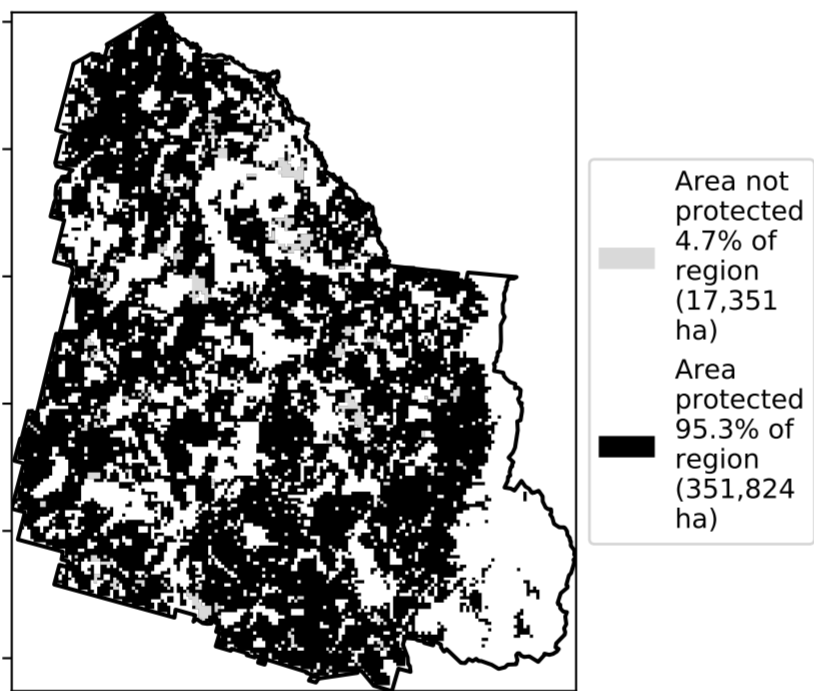 Area not
protected
4.7% of
region
(17,351
ha)
Area
protected
95.3% of
region
(351,824
ha)